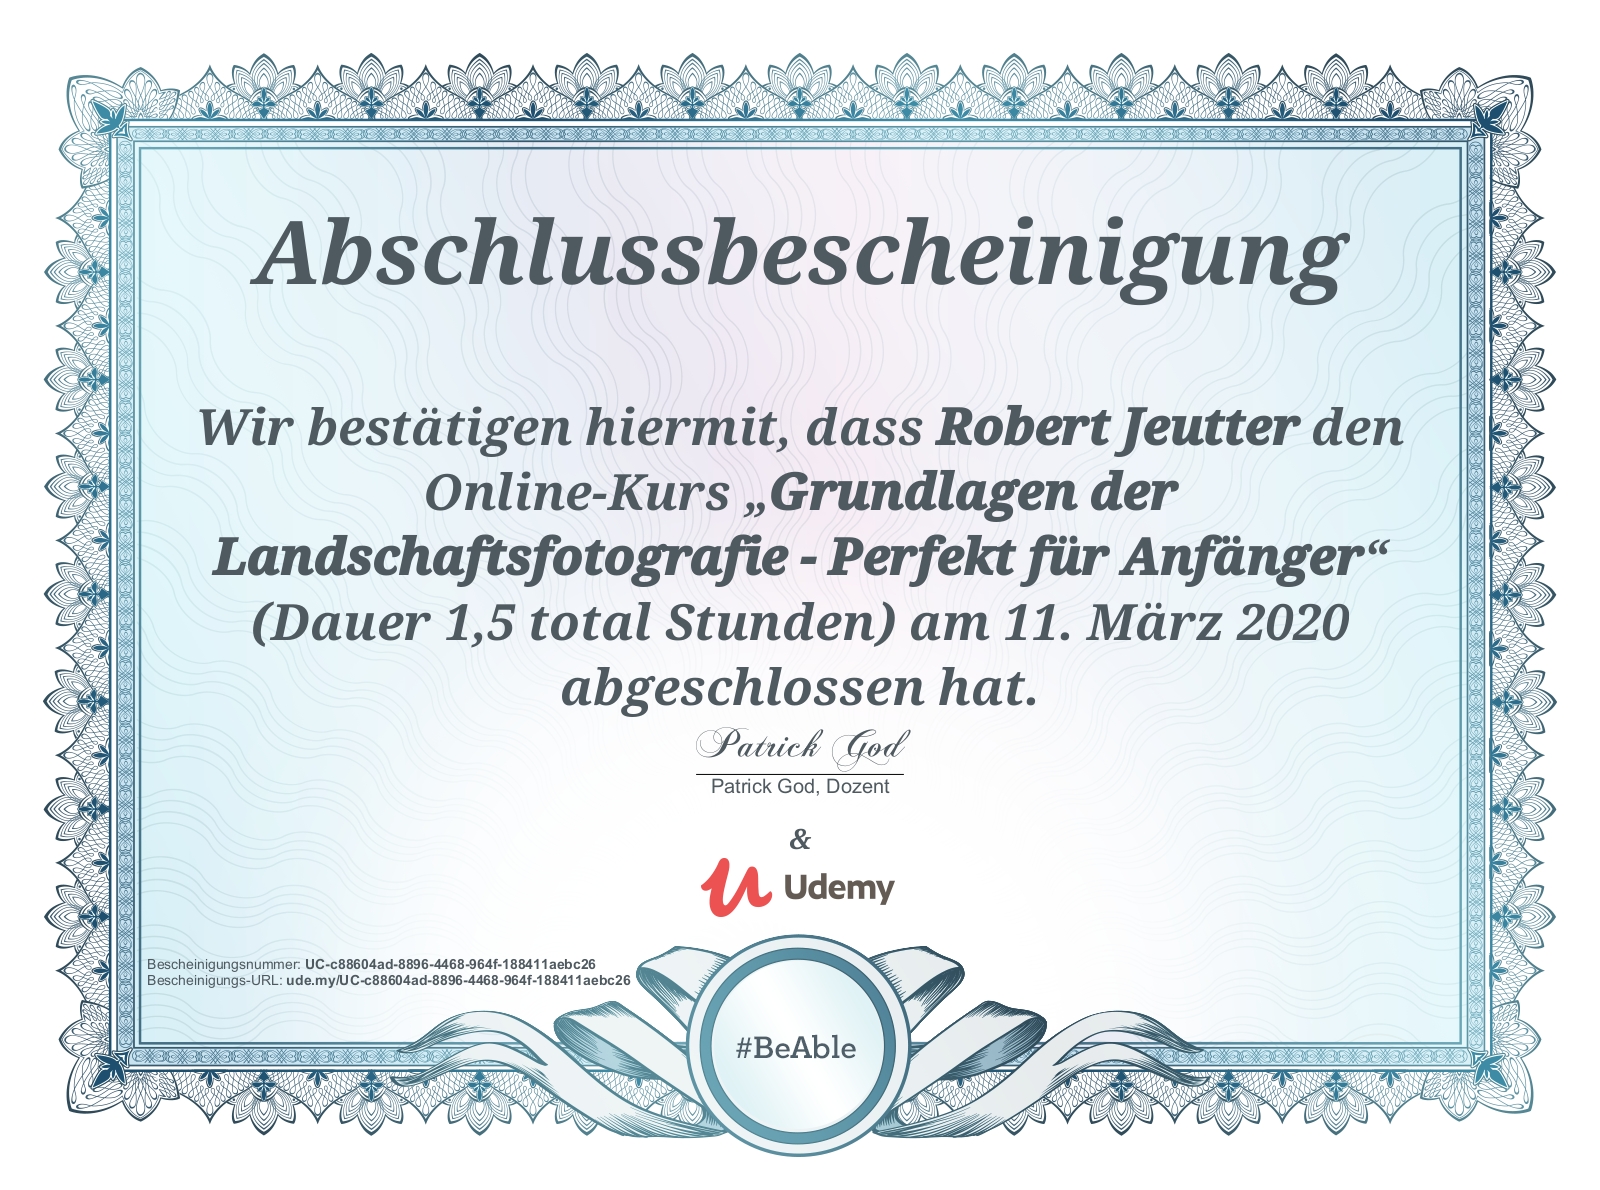 Abschlussbescheinigung
Wir bestätigen hiermit, dass Robert Jeutter den
Online-Kurs „Grundlagen der
Landschaftsfotografie - Perfekt für Anfänger“
(Dauer 1,5 total Stunden) am 11. März 2020
abgeschlossen hat.
Patrick God
Patrick God, Dozent
&
Udemy
Bescheinigungsnummer: UC-c88604ad-8896-4468-964f-188411aebc26
Bescheinigungs-URL: ude.my/UC-c88604ad-8896-4468-964f-188411aebc26
#BeAble